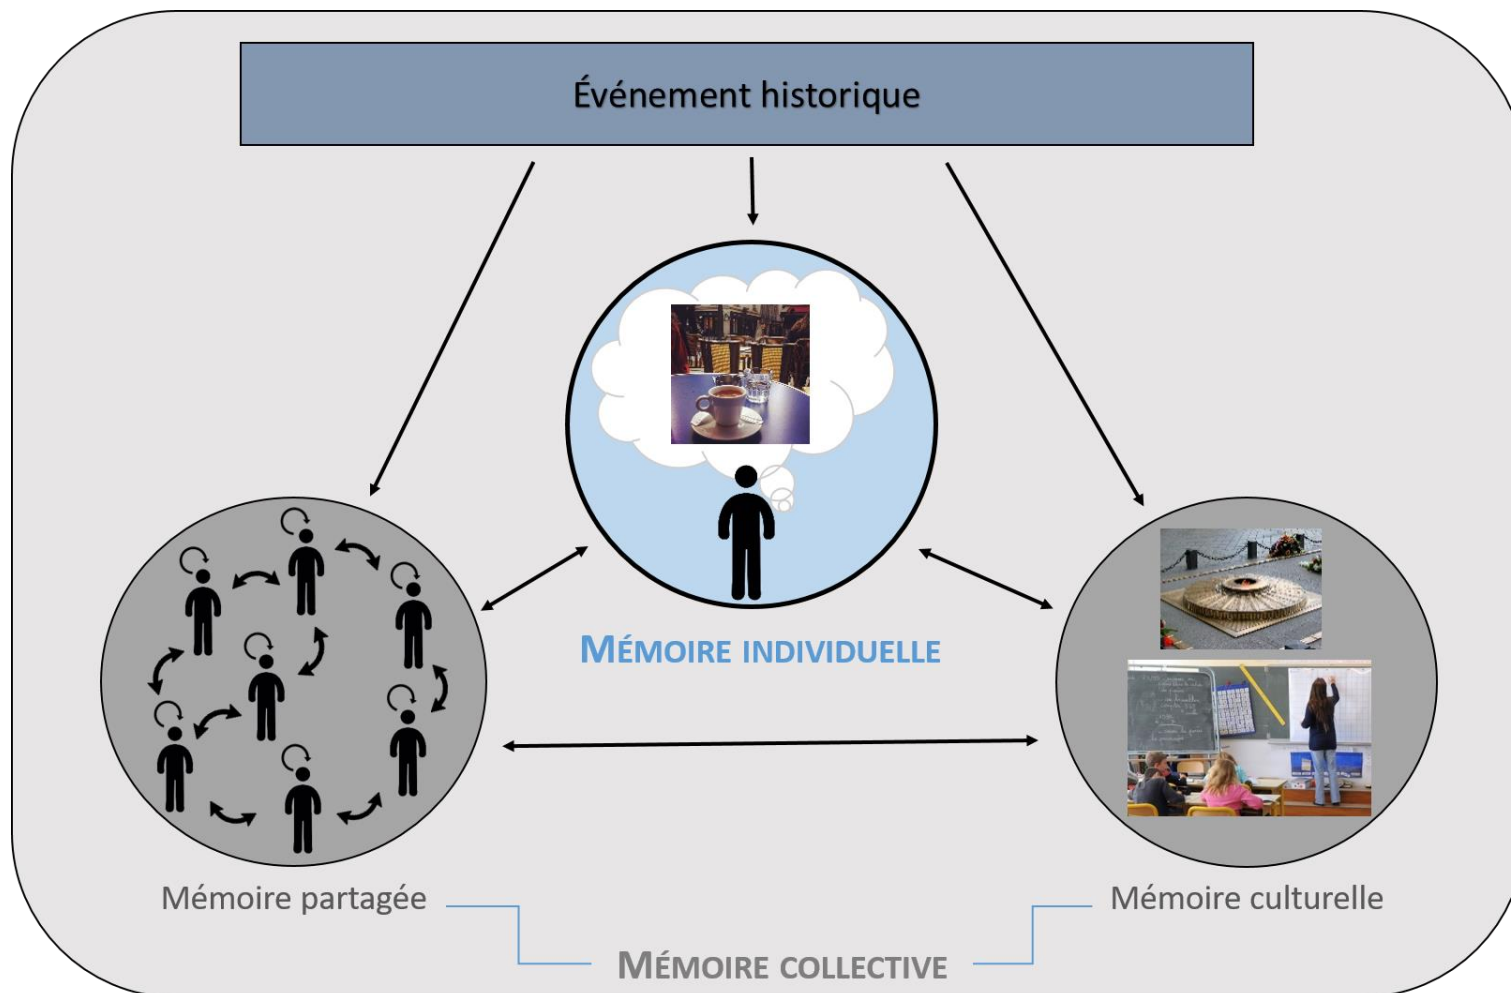 Événement historique
MÉMOIRE INDIVIDUELLE
Mémoire partagée
Mémoire culturelle
MÉMOIRE COLLECTIVE